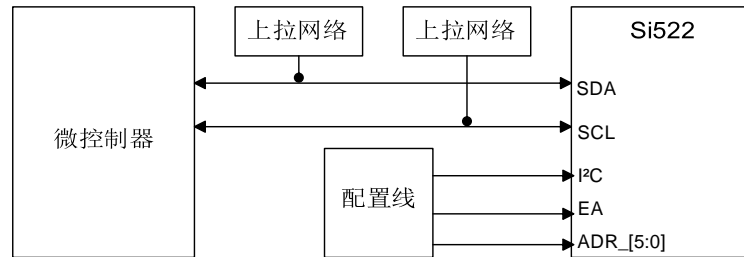 上拉网络
上拉网络
Si522
SDA
微控制器
SCL
I²C
配置线
EA
ADR_[5:0]